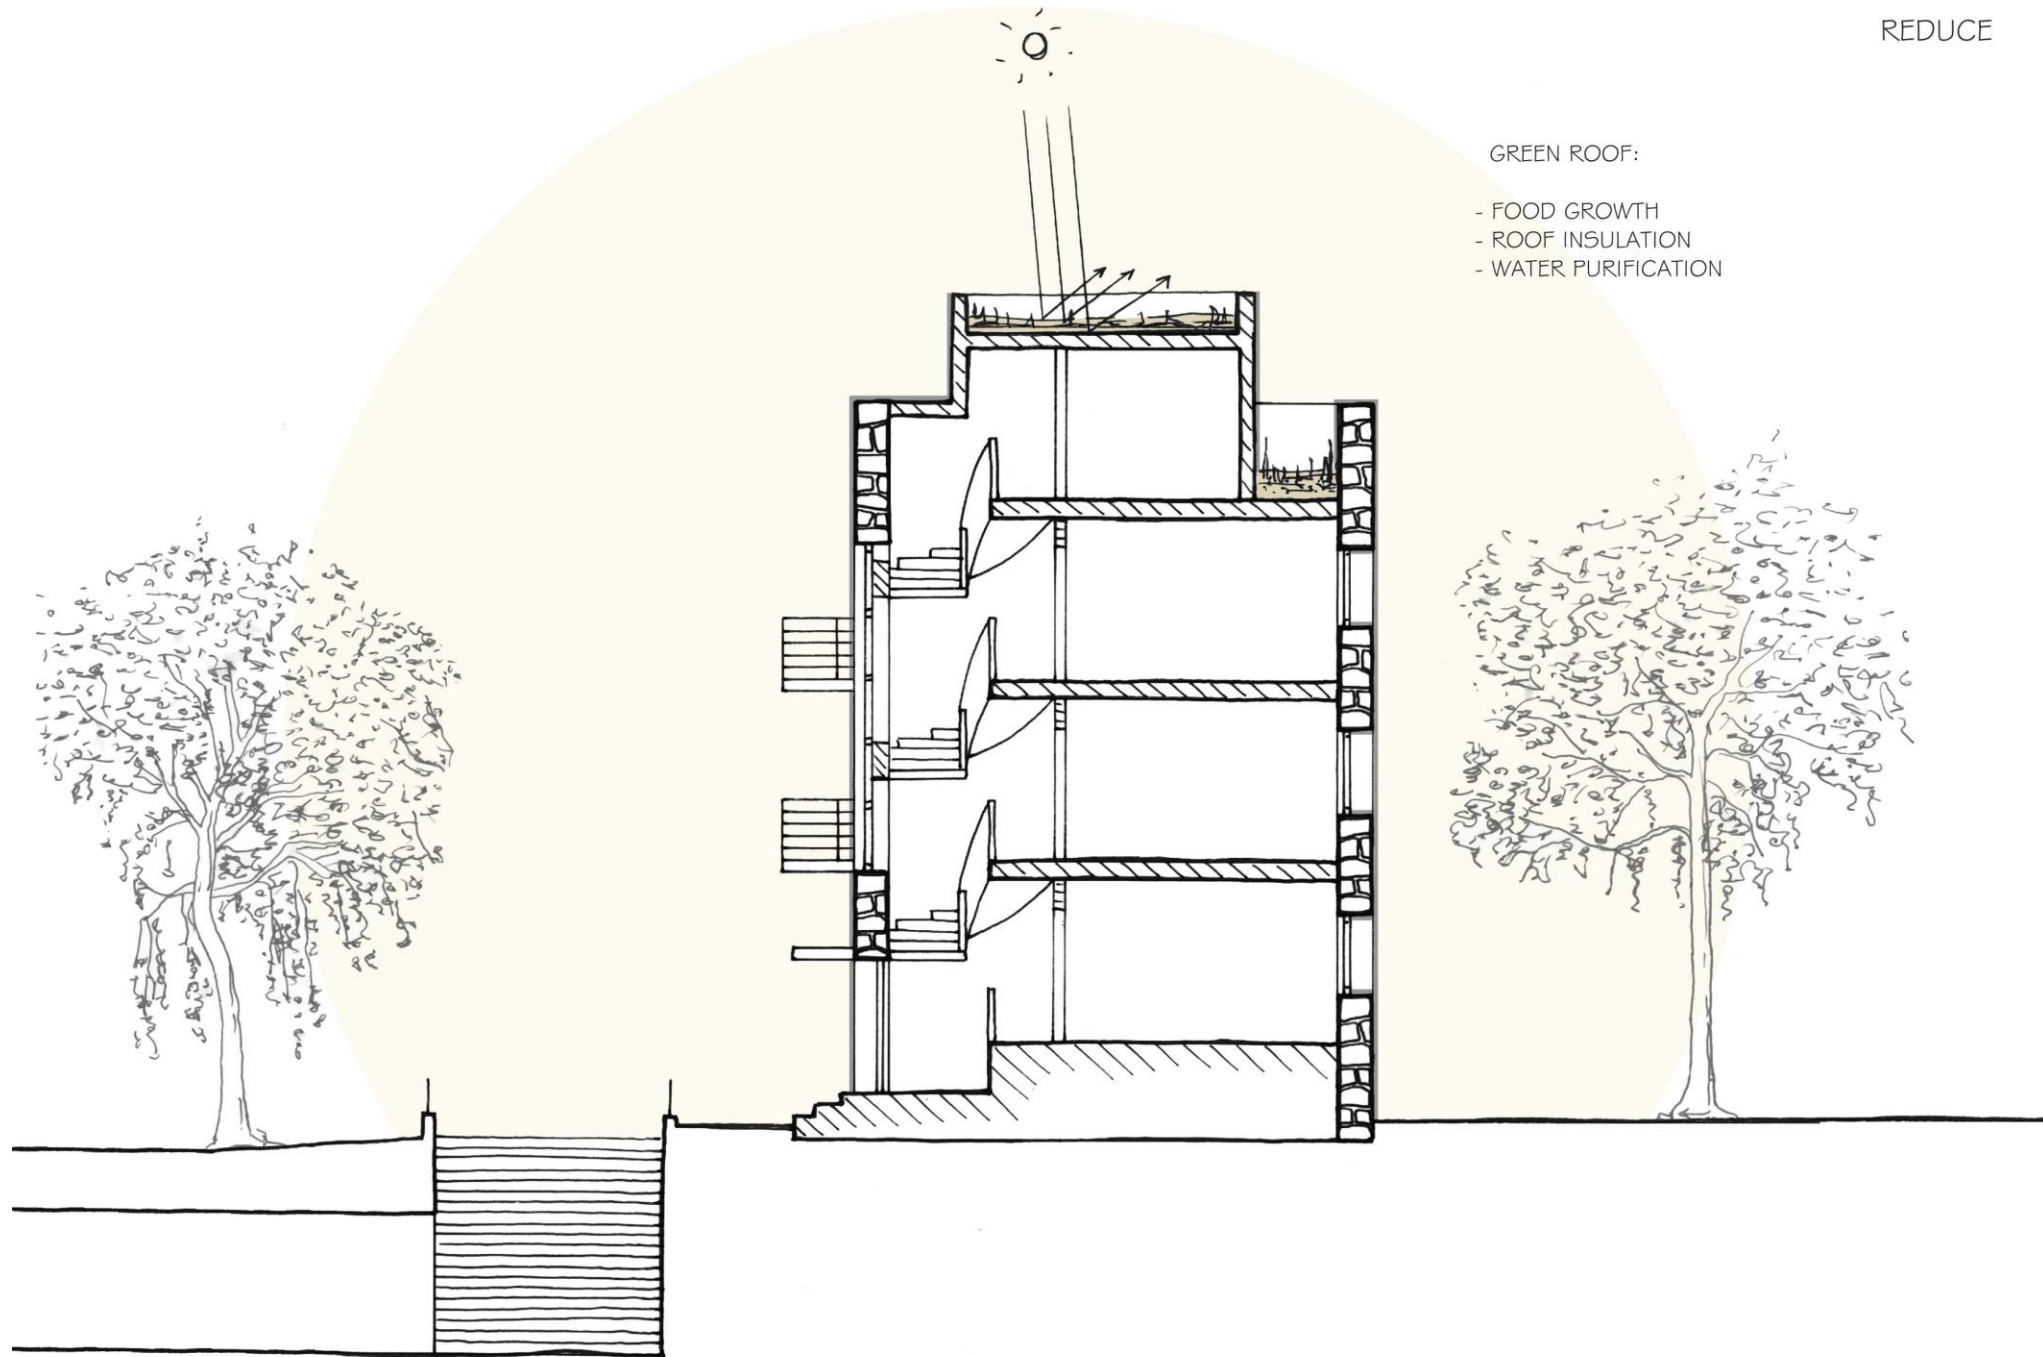 REDUCE
GREEN ROOF:
- FOOD GROWTH
- ROOF INSULATION
- WATER PURIFICATION